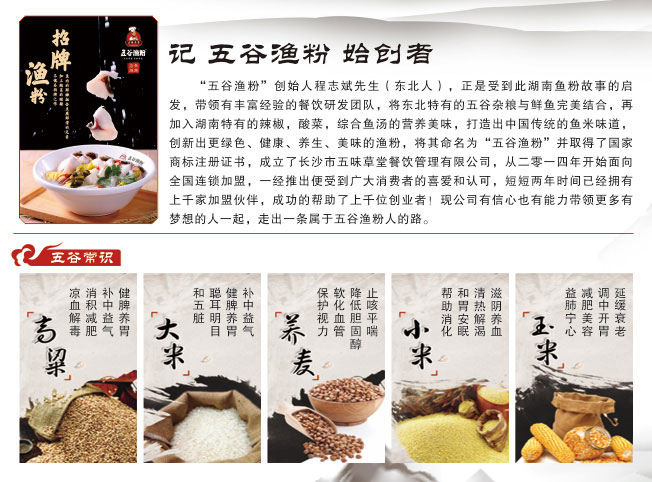 招牌
渔粉
五谷渔粉
记 五谷渔粉 始创者
“五谷渔粉”创始人程志斌先生（东北人），正是受到此湖南鱼粉故事的启
发，带领有丰富经验的餐饮研发团队，将东北特有的五谷杂粮与鲜鱼完美结合，再
加入湖南特有的辣椒，酸菜，综合鱼汤的营养美味，打造出中国传统的鱼米味道，
创新出更绿色、健康、养生、美味的渔粉，将其命名为“五谷渔粉”并取得了国家
商标注册证书，成立了长沙市五味草堂餐饮管理有限公司，从二零一四年开始面向
全国连锁加盟，一经推出便受到广大消费者的喜爱和认可，短短两年时间已经拥有
上千家加盟伙伴，成功的帮助了上千位创业者！现公司有信心也有能力带领更多有
梦想的人一起，走出一条属于五谷渔粉人的路。
五谷常识
高粱
健脾养胃
补中益气
消积减肥
凉血解毒
大米
补中益气
健脾养胃
聪耳明目
和五脏
荞麦
止咳平喘
降低胆固醇
软化血管
保护视力
小米
滋阴养血
清热解渴
和胃安眠
帮助消化
玉米
延缓衰老
调中开胃
减肥美容
益肺宁心